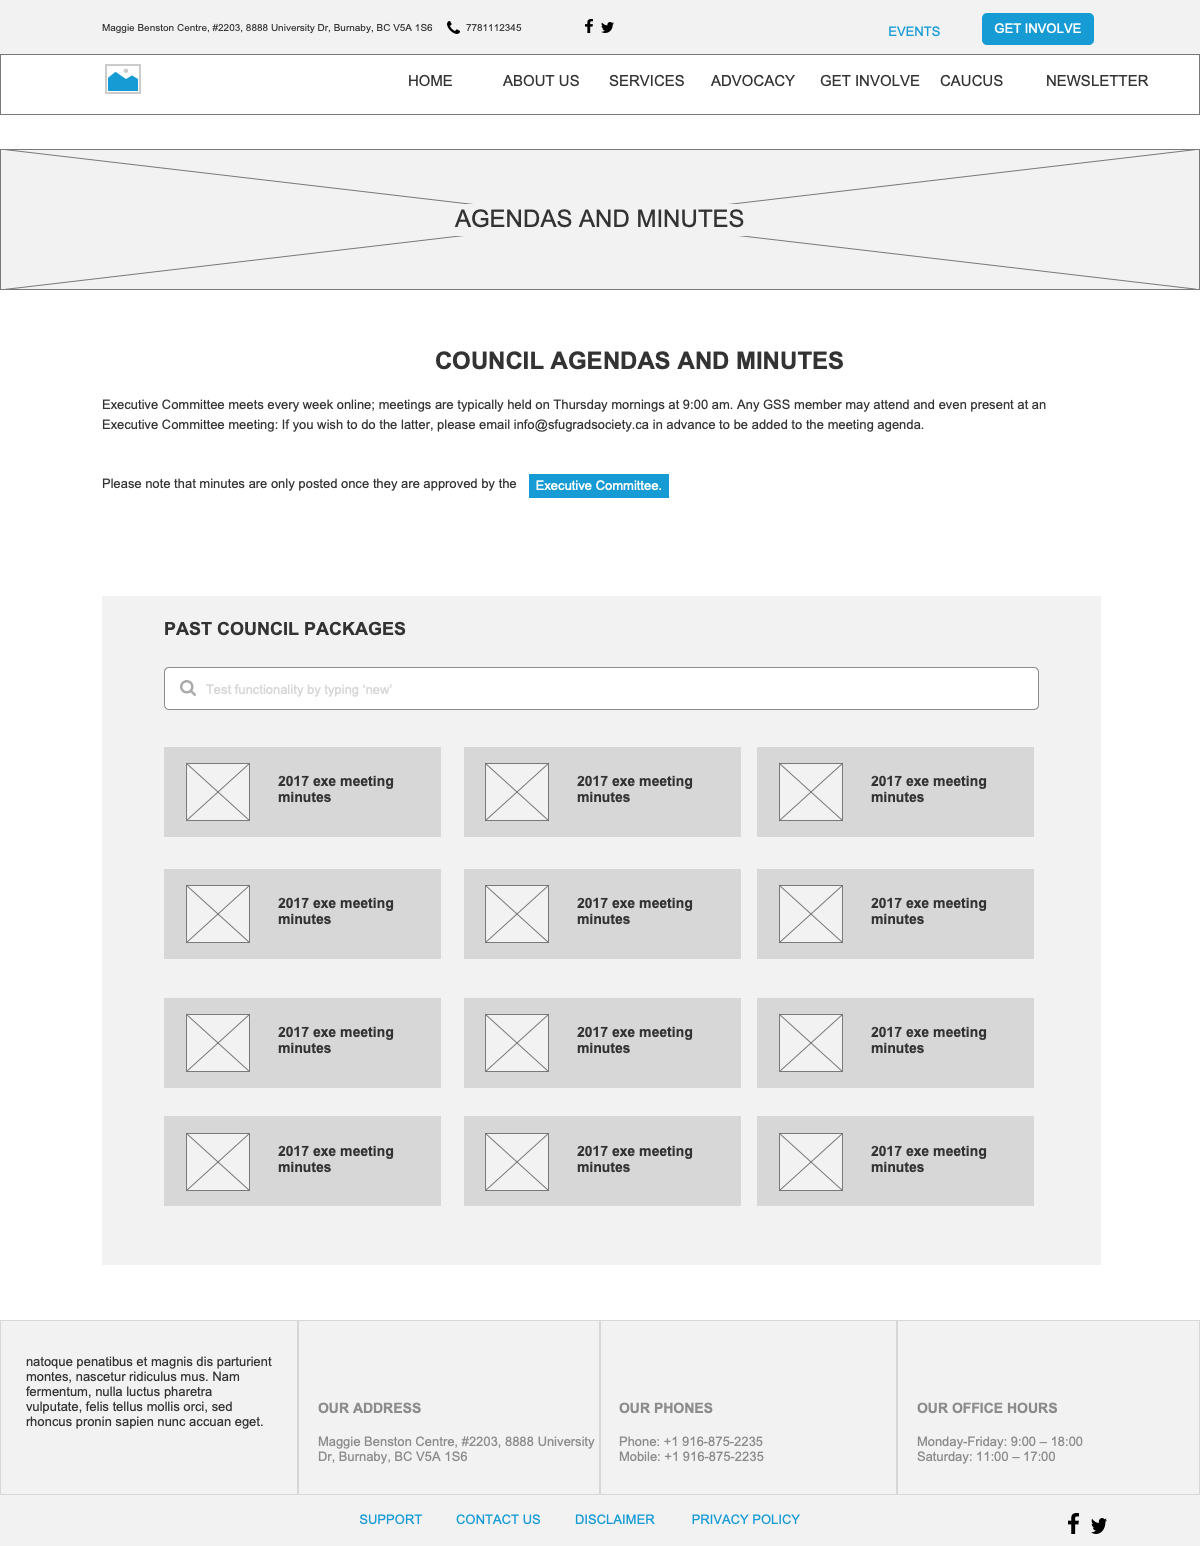 Maggie Benston Centre, #2203, 8888 University Dr, Burnaby, BC V5A 1S6 7781112345
EVENTS
GET INVOLVE
HOME ABOUT US SERVICES ADVOCACY GET INVOLVE CAUCUS NEWSLETTER
AGENDAS AND MINUTES
COUNCIL AGENDAS AND MINUTES
Executive Committee meets every week online; meetings are typically held on Thursday mornings at 9:00 am. Any GSS member may attend and even present at an
Executive Committee meeting: If you wish to do the latter, please email info@sfugradsociety.ca in advance to be added to the meeting agenda.
Please note that minutes are only posted once they are approved by the Executive Committee.
PAST COUNCIL PACKAGES
Test functionality by typing 'new'
2017 exe meeting
minutes
2017 exe meeting
minutes
2017 exe meeting
minutes
2017 exe meeting
minutes
2017 exe meeting
minutes
2017 exe meeting
minutes
2017 exe meeting
minutes
2017 exe meeting
minutes
2017 exe meeting
minutes
2017 exe meeting
minutes
2017 exe meeting
minutes
2017 exe meeting
minutes
natoque penatibus et magnis dis parturient
montes, nascetur ridiculus mus. Nam
fermentum, nulla luctus pharetra
vulputate, felis tellus mollis orci, sed
rhoncus pronin sapien nunc accuan eget.
OUR ADDRESS
Maggie Benston Centre, #2203, 8888 University
Dr, Burnaby, BC V5A 1S6
OUR PHONES
Phone: +1 916-875-2235
Mobile: +1 916-875-2235
OUR OFFICE HOURS
Monday-Friday: 9:00 – 18:00
Saturday: 11:00 – 17:00
SUPPORT CONTACT US DISCLAIMER PRIVACY POLICY